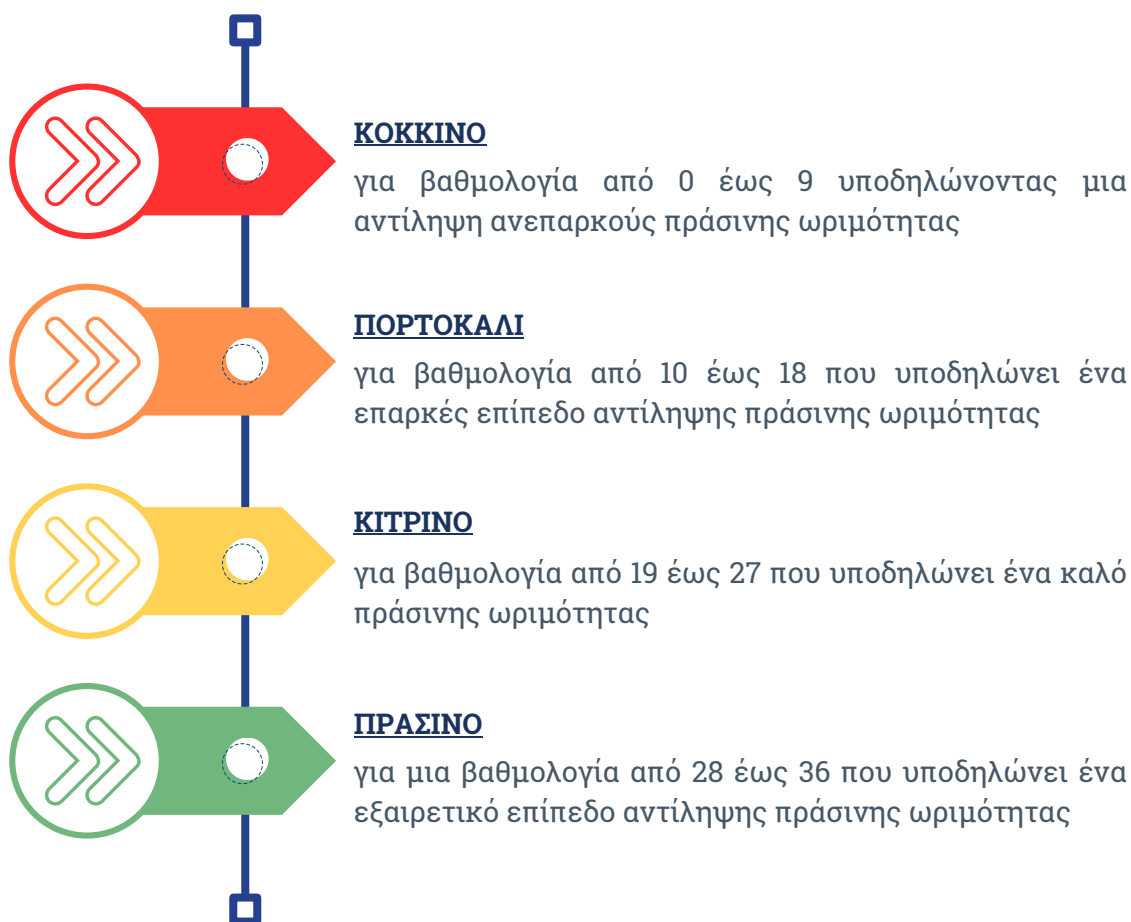 ΚΟΚΚΙΝΟ
για βαθμολογία από 0 έως 9 υποδηλώνοντας μια
αντίληψη ανεπαρκούς πράσινης ωριμότητας
ΠΟΡΤΟΚΑΛΙ
για βαθμολογία από 10 έως 18 που υποδηλώνει ένα
επαρκές επίπεδο αντίληψης πράσινης ωριμότητας
ΚΙΤΡΙΝΟ
για βαθμολογία από 19 έως 27 που υποδηλώνει ένα καλό
πράσινης ωριμότητας
ΠΡΑΣΙΝΟ
για μια βαθμολογία από 28 έως 36 που υποδηλώνει ένα
εξαιρετικό επίπεδο αντίληψης πράσινης ωριμότητας